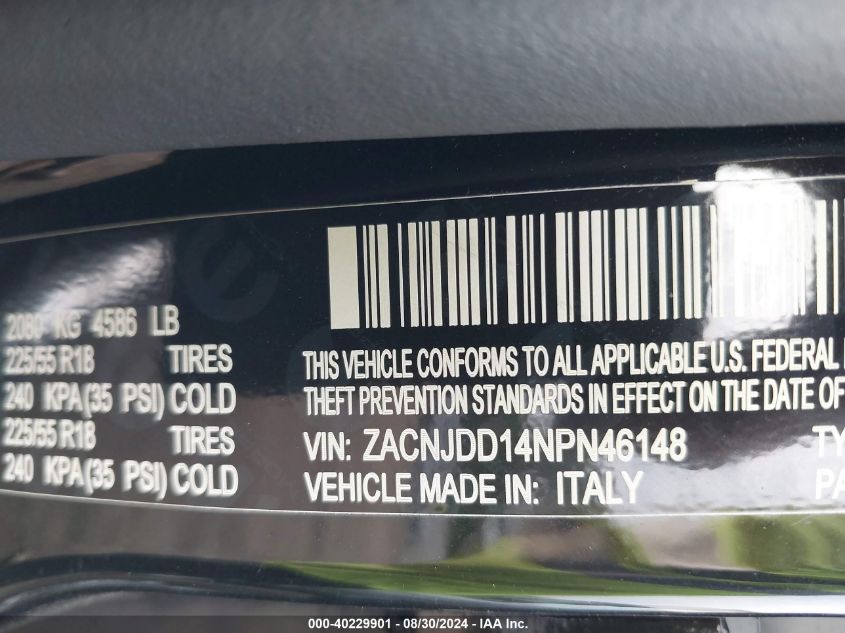 2080 KG 4586 LB
225/55 R18 TIRES
240 KPA(35 PSI) COLD
225/55 R18 TIRES
240 KPA(35 PSI) COLD
THIS VEHICLE CONFORMS TO ALL APPLICABLE U.S. FEDERAL
THEFT PREVENTION STANDARDS IN EFFECT ON THE DATE OF
VIN: ZACNJDD14NPN46148 TY
VEHICLE MADE IN: ITALY PA
000-40229901 - 08/30/2024 - IAA Inc.